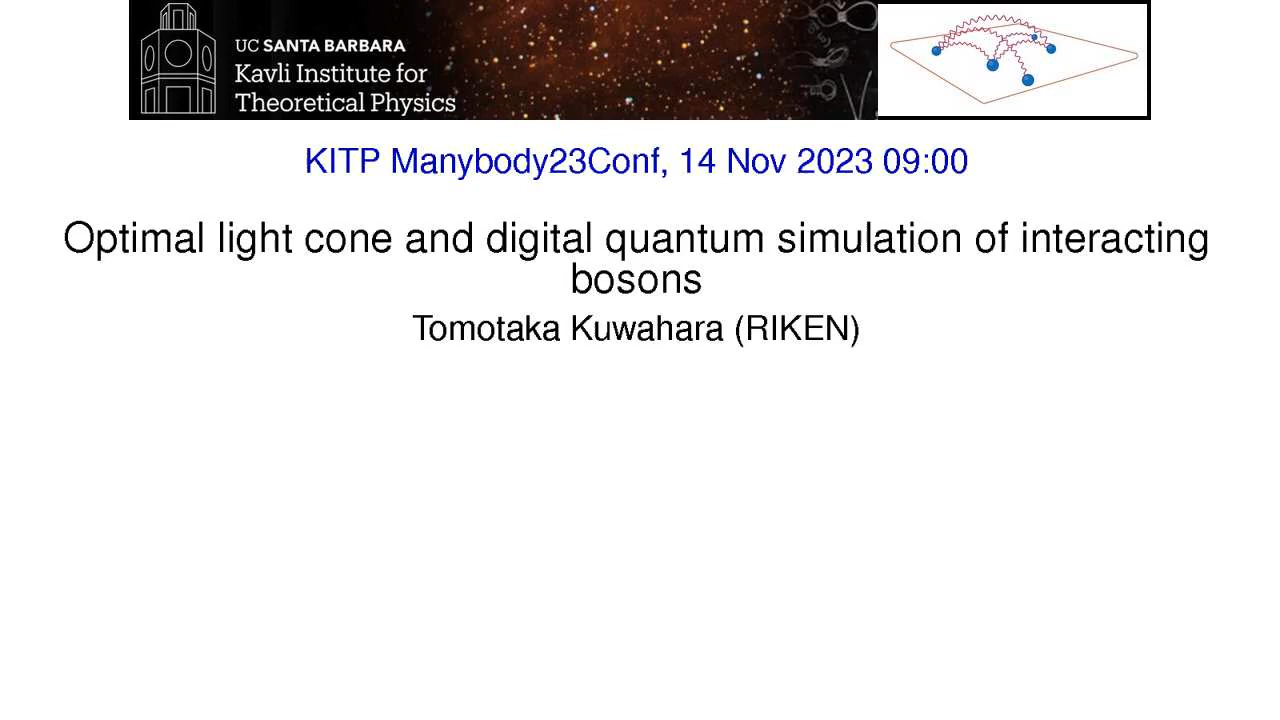 UC SANTA BARBARA
Kavli Institute for
Theoretical Physics
KITP Manybody23Conf, 14 Nov 2023 09:00
Optimal light cone and digital quantum simulation of interacting
bosons
Tomotaka Kuwahara (RIKEN)